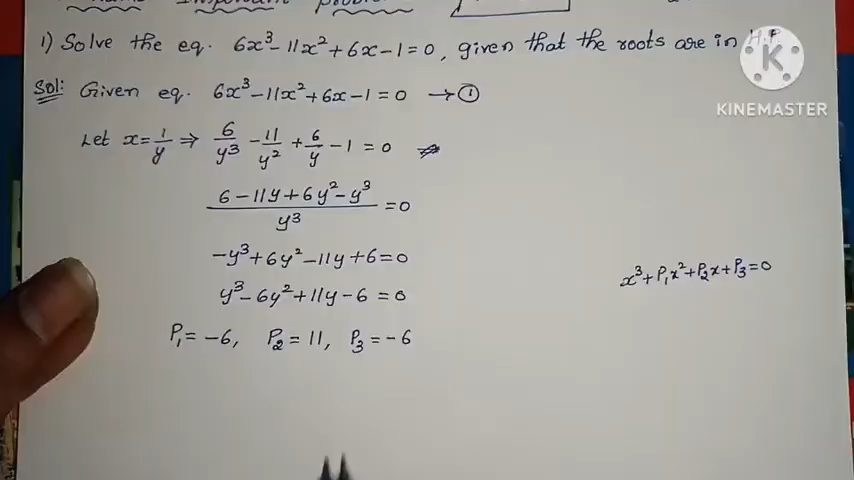 Important problem
1) Solve the eq. 6x³-11x²+6x-1=0, given that the roots are in H.P
Sol: Given eq. 6x³-11x²+6x-1=0 → ①
Let x=1/y ⇒ 6/y³ - 11/y² + 6/y - 1 = 0
(6-11y+6y²-y³)/y³ = 0
-y³+6y²-11y+6=0
y³-6y²+11y-6=0
x³+P₁x²+P₂x+P₃=0
P₁=-6, P₂=11, P₃=-6
K
KINEMASTER